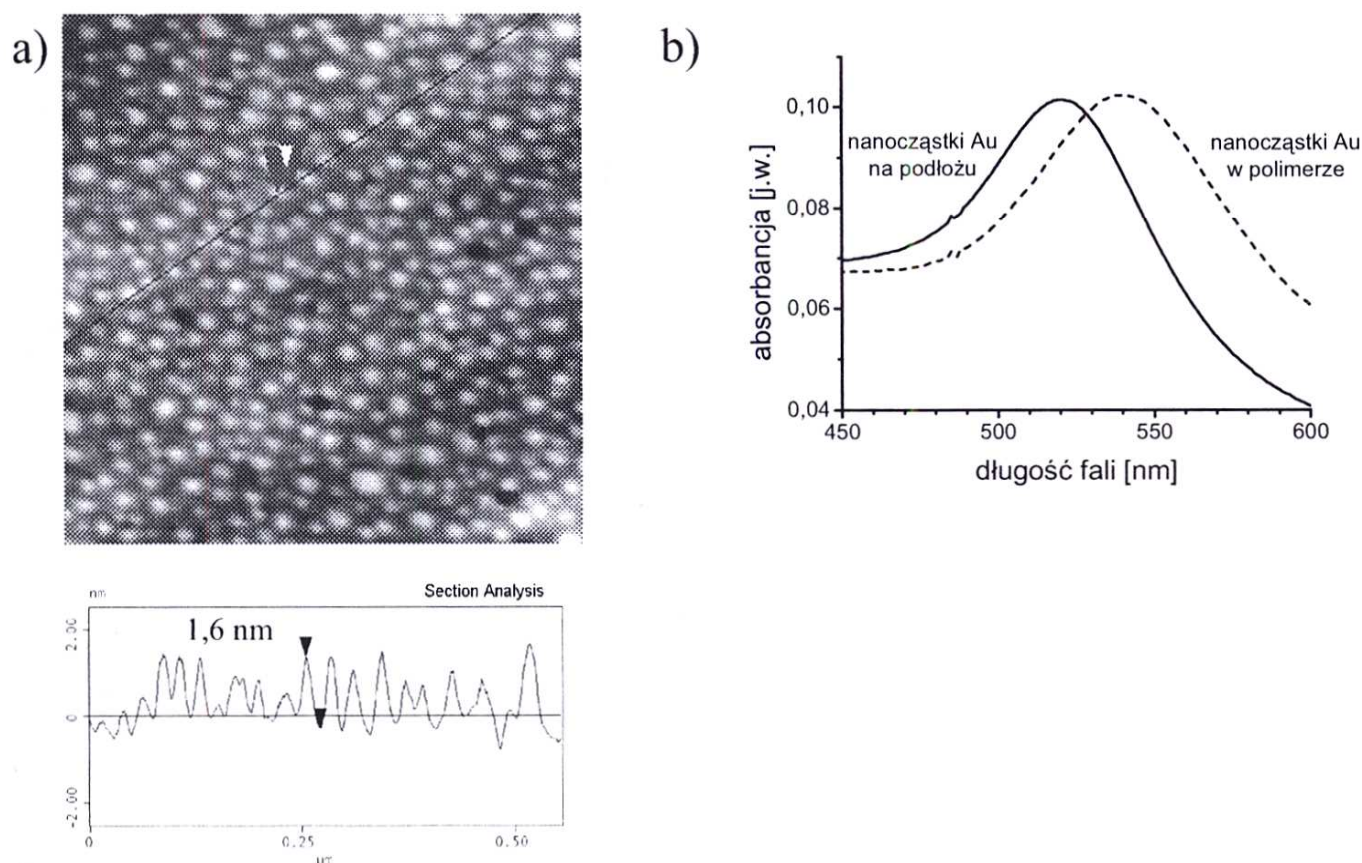 a)
nm
Section Analysis
2.00
1,6 nm
0
-2.00
0
0.25
0.50
b)
0,10
0,08
0,06
0,04
absorbancja [j.w.]
nanocząstki Au
na podłożu
nanocząstki Au
w polimerze
450
500
550
600
długość fali [nm]